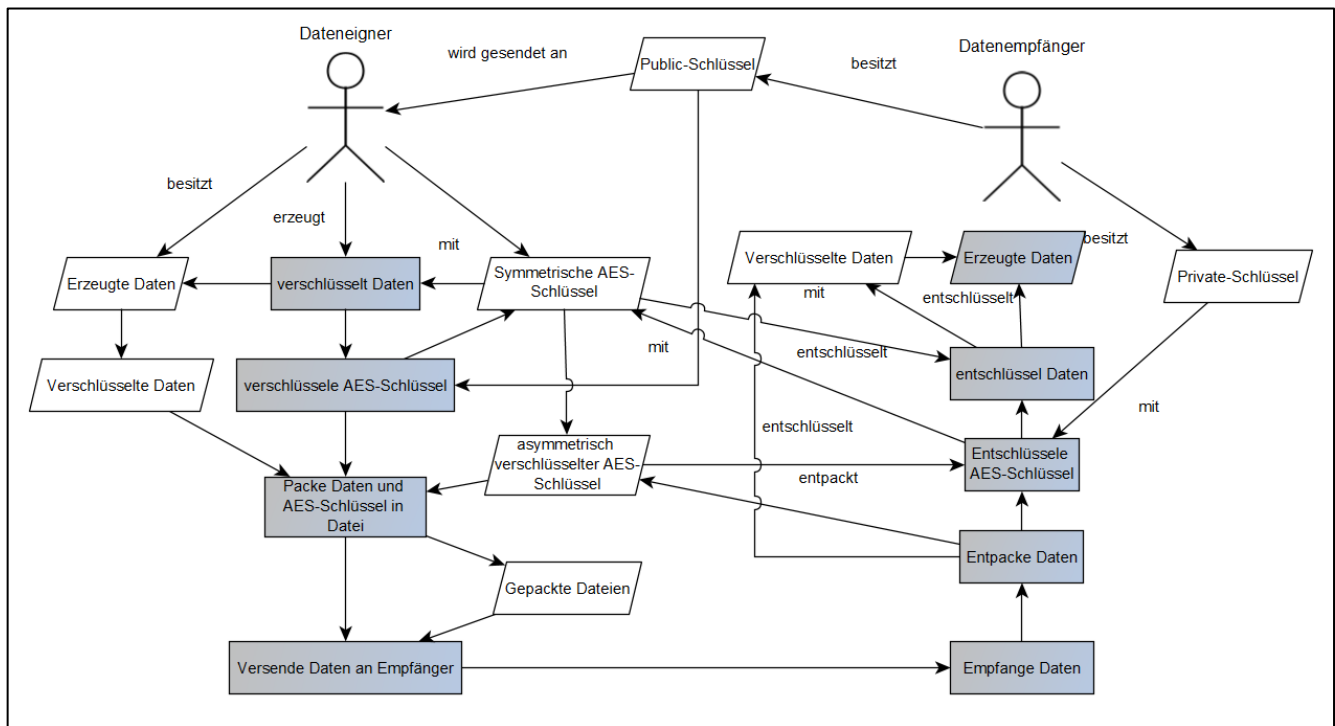 Dateneigner
wird gesendet an
Public-Schlüssel
besitzt
Datenempfänger
besitzt
erzeugt
mit
Erzeugte Daten
verschlüsselt Daten
Symmetrische AES-
Schlüssel
Verschlüsselte Daten
Erzeugte Daten
besitzt
Private-Schlüssel
mit
entschlüsselt
mit
entschlüsselt
Verschlüsselte Daten
verschlüssele AES-Schlüssel
entschlüssel Daten
mit
entschlüsselt
asymmetrisch
verschlüsselter AES-
Schlüssel
entpackt
Entschlüssele
AES-Schlüssel
Packe Daten und
AES-Schlüssel in
Datei
Entpacke Daten
Gepackte Dateien
Versende Daten an Empfänger
Empfange Daten